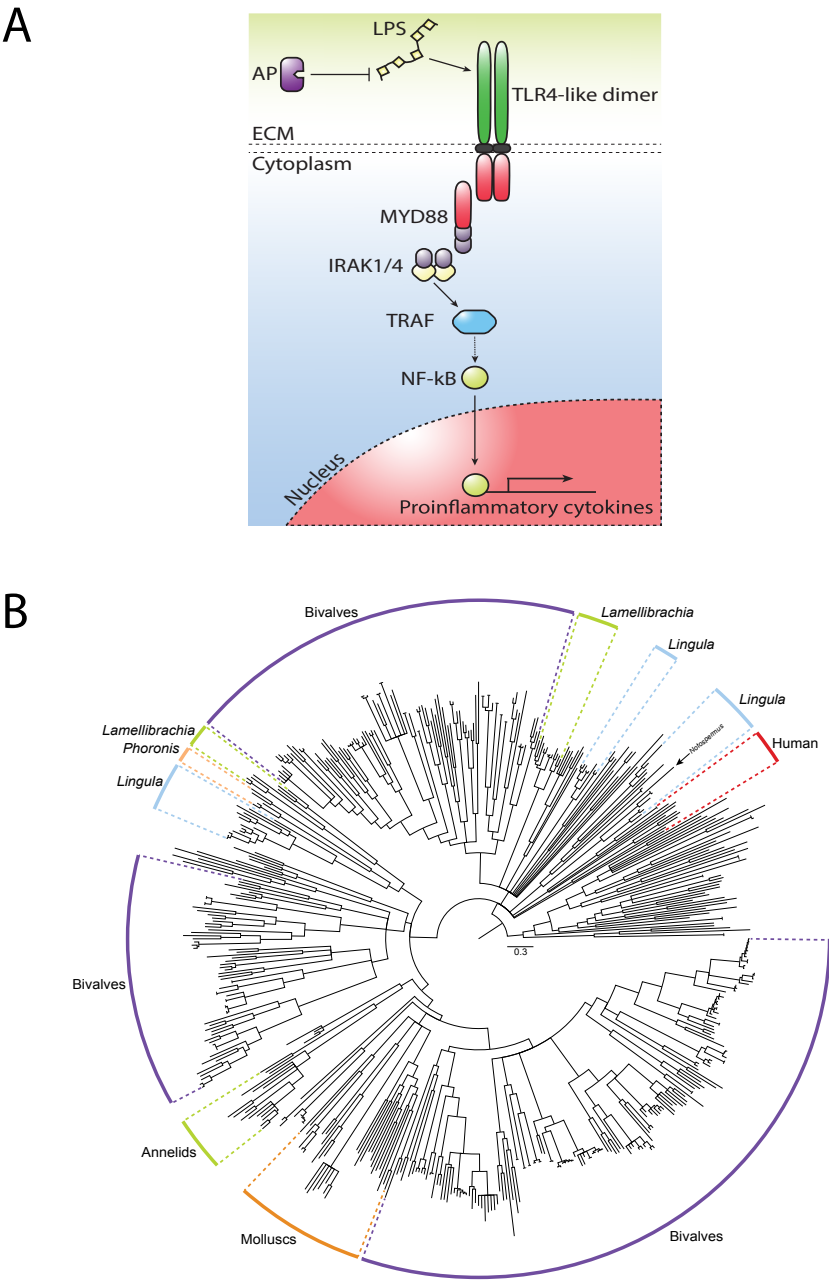 A
LPS
AP
TLR4-like dimer
ECM
Cytoplasm
MYD88
IRAK1/4
TRAF
NF-kB
Nucleus
Proinflammatory cytokines
B
Bivalves
Lamellibrachia
Lingula
Lingula
Notospermus
Human
Lamellibrachia
Phoronis
Lingula
0.3
Bivalves
Annelids
Molluscs
Bivalves